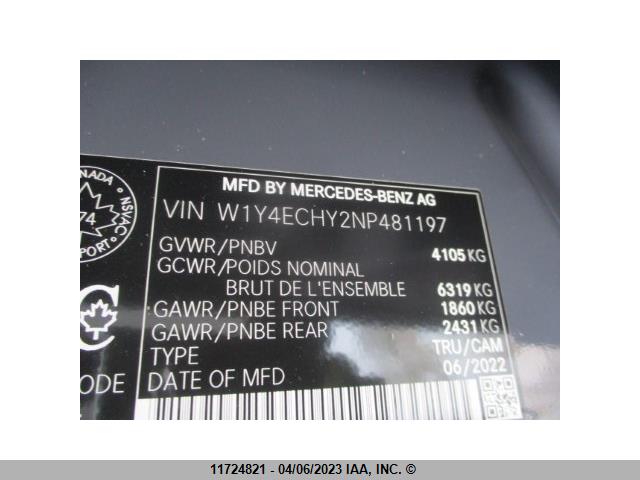 MFD BY MERCEDES-BENZ AG
VIN W1Y4ECHY2NP481197
GVWR/PNBV 4105 KG
GCWR/POIDS NOMINAL
BRUT DE L'ENSEMBLE 6319 KG
GAWR/PNBE FRONT 1860 KG
GAWR/PNBE REAR 2431 KG
TYPE TRU/CAM
DATE OF MFD 06/2022
NADA
NSVAC
74
PORT
C
ODE
11724821 - 04/06/2023 IAA, INC. ©